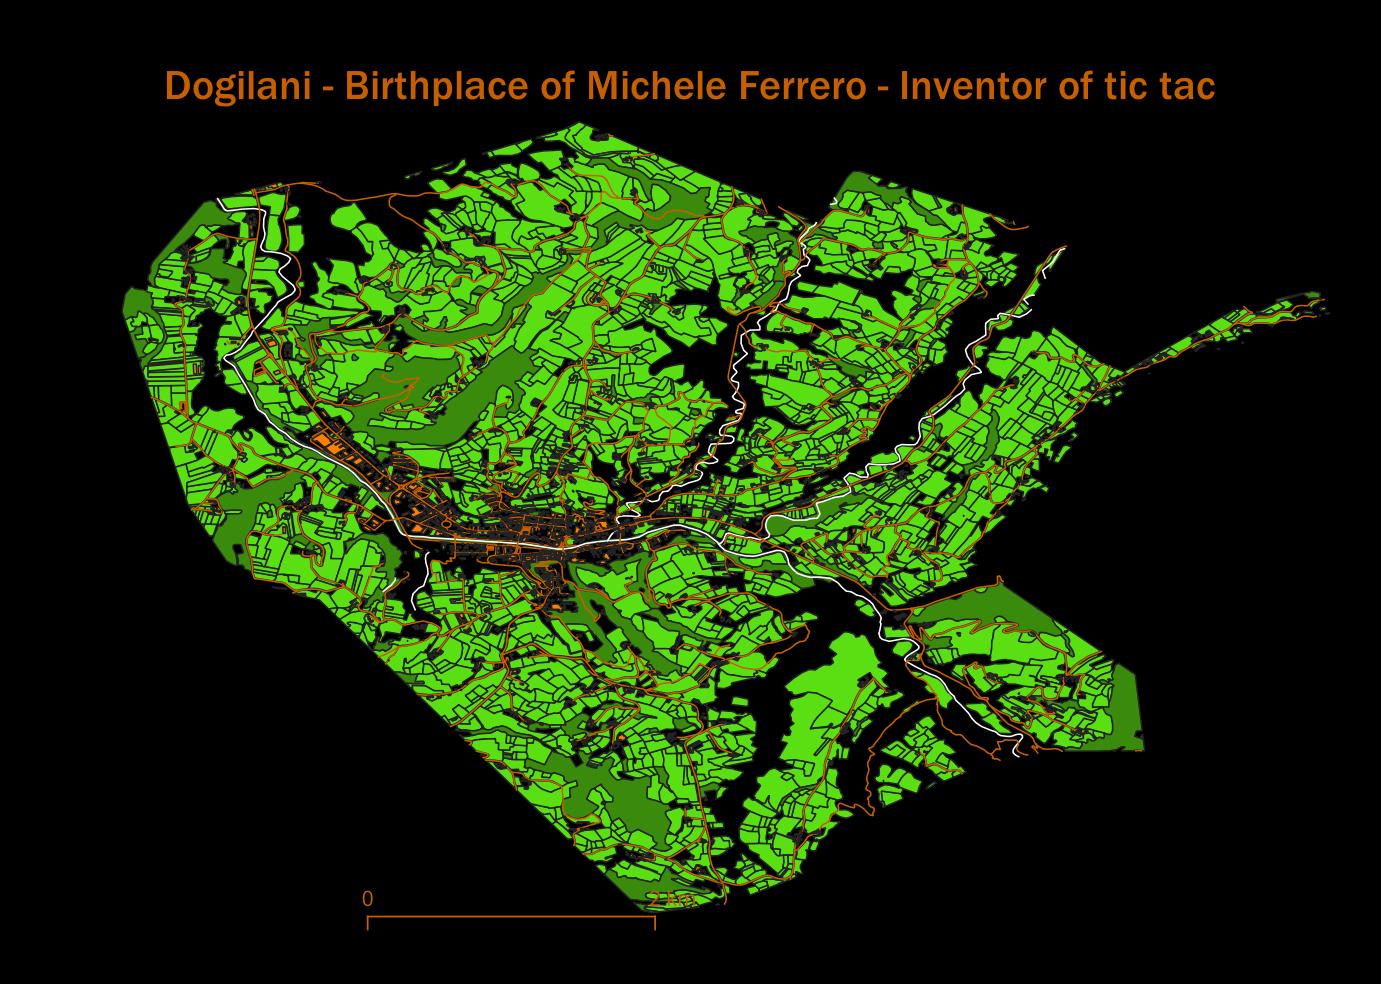 Dogilani - Birthplace of Michele Ferrero - Inventor of tic tac
0 2 km